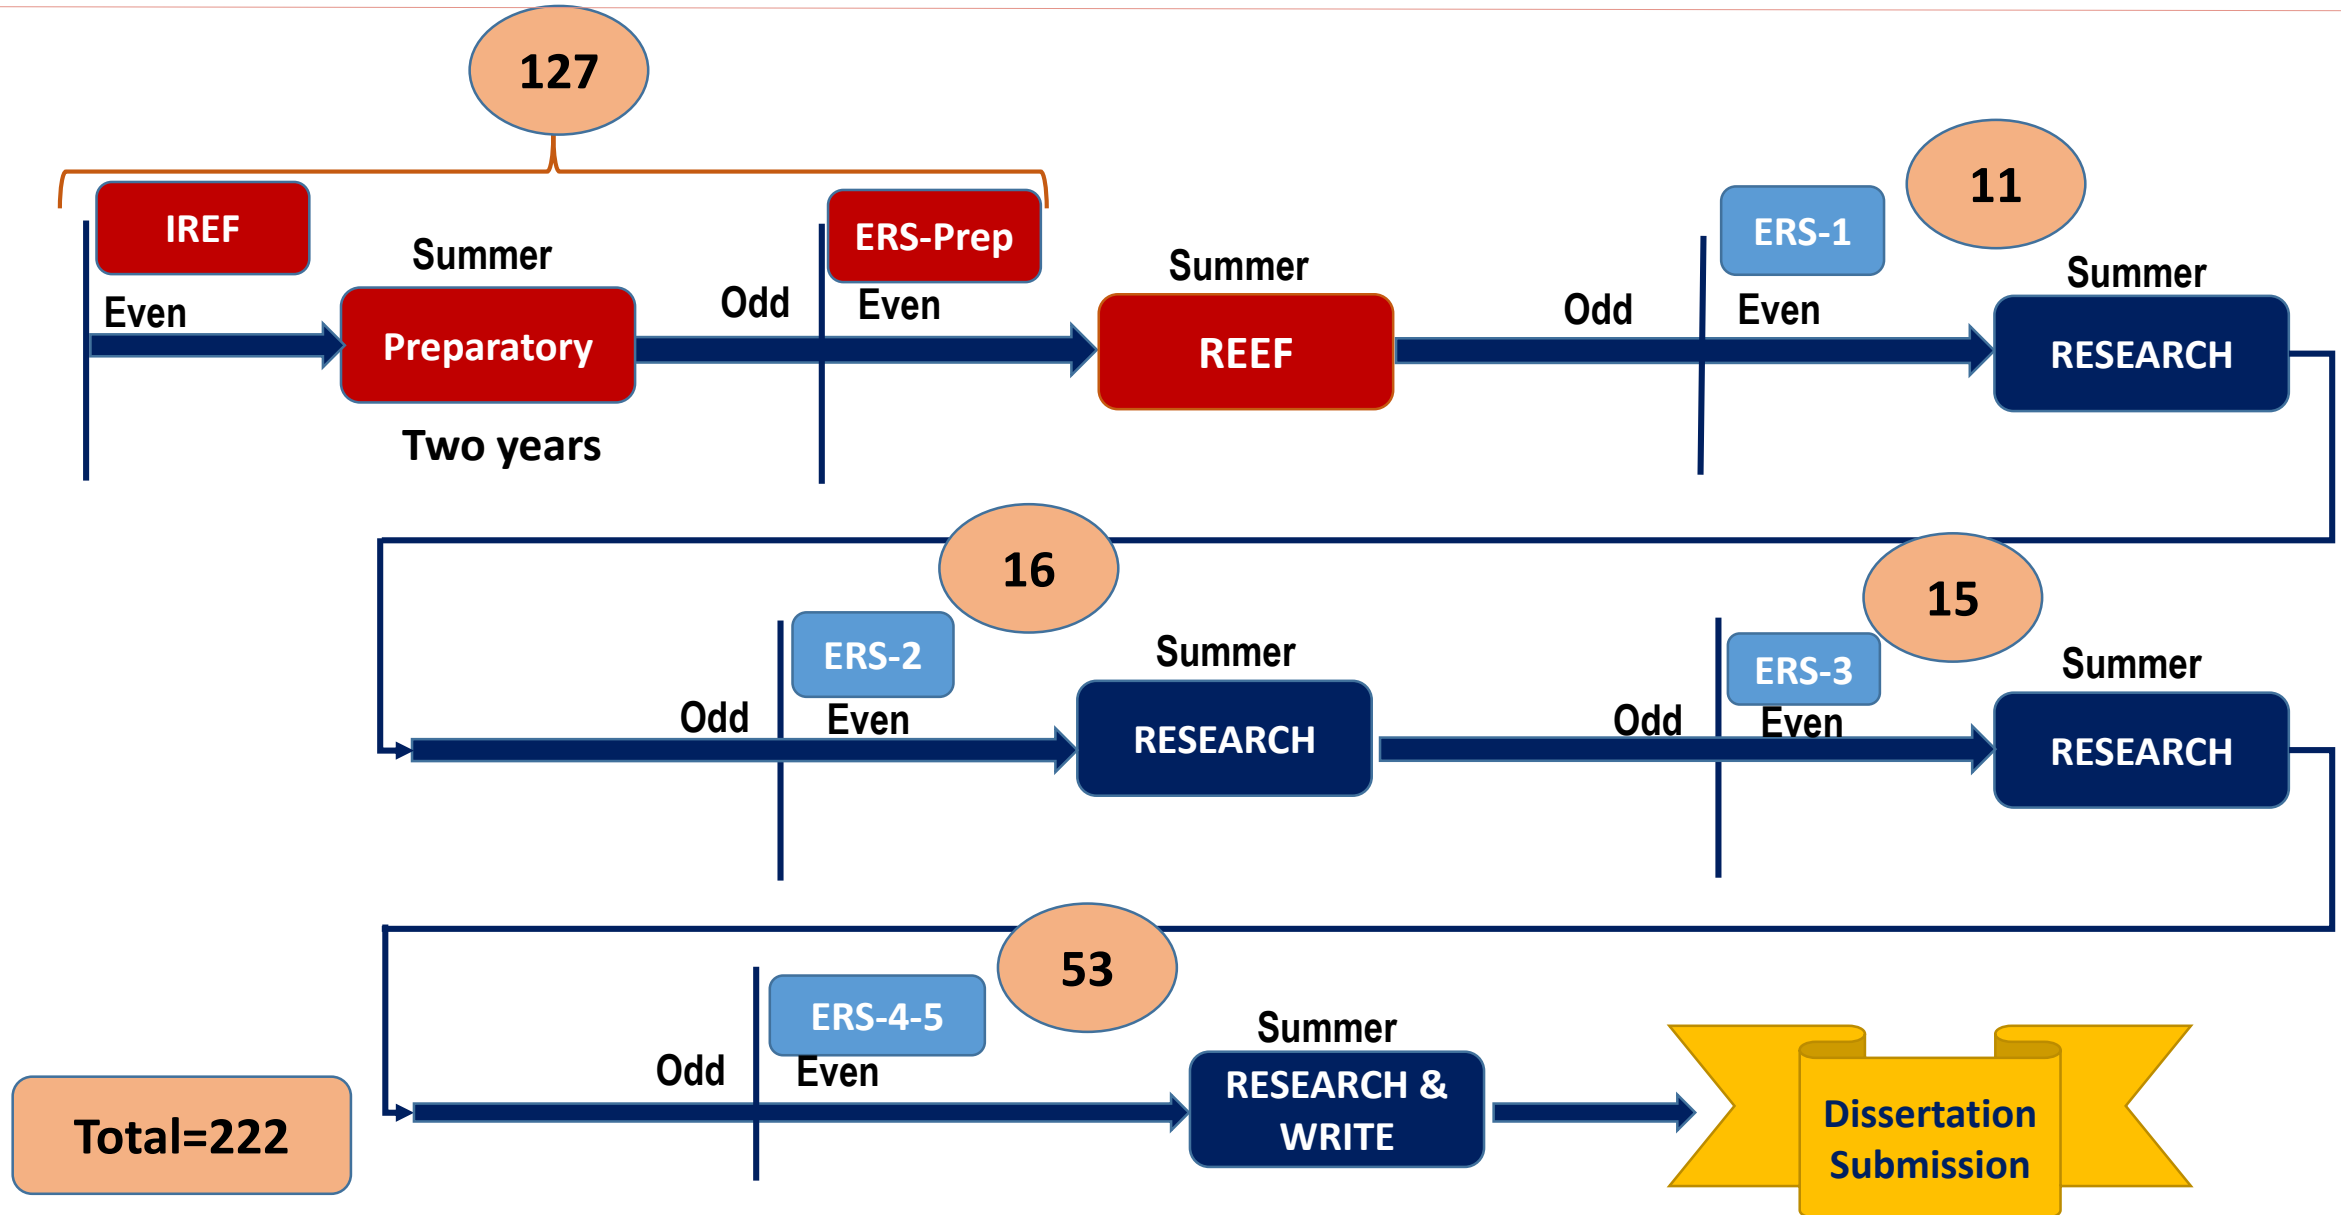 127
IREF
Summer
ERS-Prep
Summer
ERS-1
11
Summer
Even
Preparatory
Odd
Even
REEF
Odd
Even
RESEARCH
Two years
16
15
ERS-2
Summer
ERS-3
Summer
Odd
Even
RESEARCH
Odd
Even
RESEARCH
53
ERS-4-5
Summer
Odd
Even
RESEARCH &
WRITE
Total=222
Dissertation
Submission